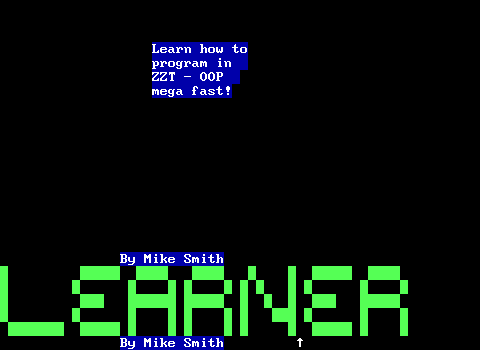 Learn how to
program in
ZZT - OOP
mega fast!
By Mike Smith
LEARNER
By Mike Smith